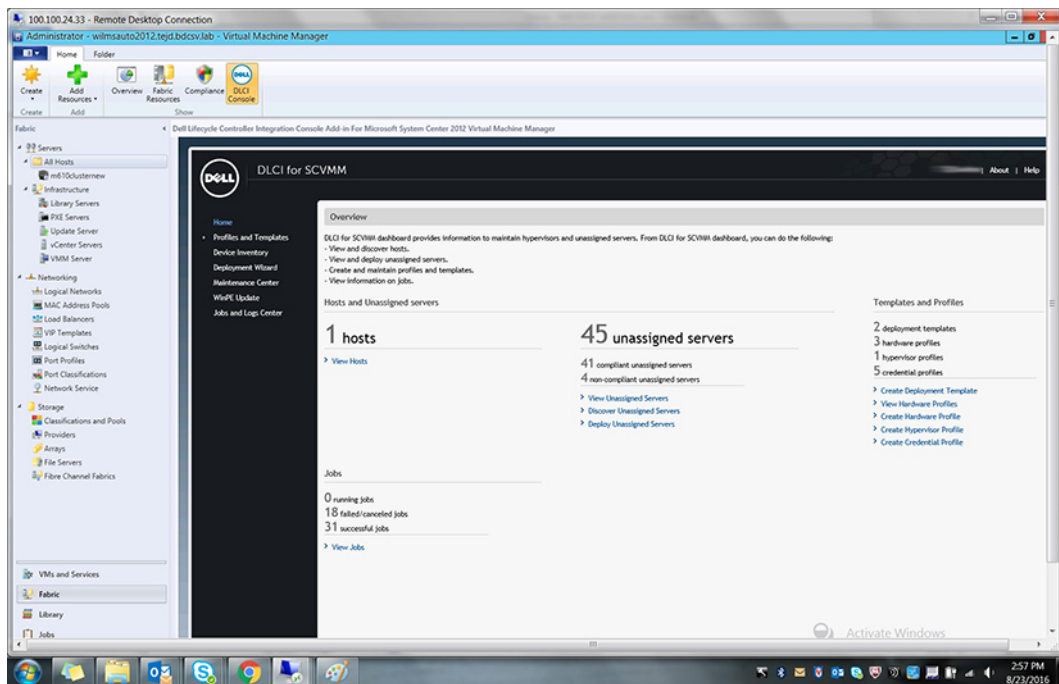 100.100.24.33 - Remote Desktop Connection
Administrator - wilmsauto2012.tejd.bdcsv.lab - Virtual Machine Manager
Home Folder
Create Add Resources Overview Fabric Resources Compliance DLCI Console
Create Add Show
Fabric
Dell Lifecycle Controller Integration Console Add-in For Microsoft System Center 2012 Virtual Machine Manager
Servers
All Hosts
m610clusternew
Infrastructure
Library Servers
PXE Servers
Update Server
vCenter Servers
VMM Server
Networking
Logical Networks
MAC Address Pools
Load Balancers
VIP Templates
Logical Switches
Port Profiles
Port Classifications
Network Service
Storage
Classifications and Pools
Providers
Arrays
File Servers
Fibre Channel Fabrics
VMs and Services
Fabric
Library
Jobs
DELL
DLCI for SCVMM
About | Help
Home
Profiles and Templates
Device Inventory
Deployment Wizard
Maintenance Center
WinPE Update
Jobs and Logs Center
Overview
DLCI for SCVMM dashboard provides information to maintain hypervisors and unassigned servers. From DLCI for SCVMM dashboard, you can do the following:
- View and discover hosts.
- View and deploy unassigned servers.
- Create and maintain profiles and templates.
- View information on jobs.
Hosts and Unassigned servers
1 hosts
View Hosts
45 unassigned servers
41 compliant unassigned servers
4 non-compliant unassigned servers
View Unassigned Servers
Discover Unassigned Servers
Deploy Unassigned Servers
Templates and Profiles
2 deployment templates
3 hardware profiles
1 hypervisor profiles
5 credential profiles
Create Deployment Template
View Hardware Profiles
Create Hardware Profile
Create Hypervisor Profile
Create Credential Profile
Jobs
0 running jobs
18 failed/canceled jobs
31 successful jobs
View Jobs
Activate Windows
2:57 PM
8/23/2016